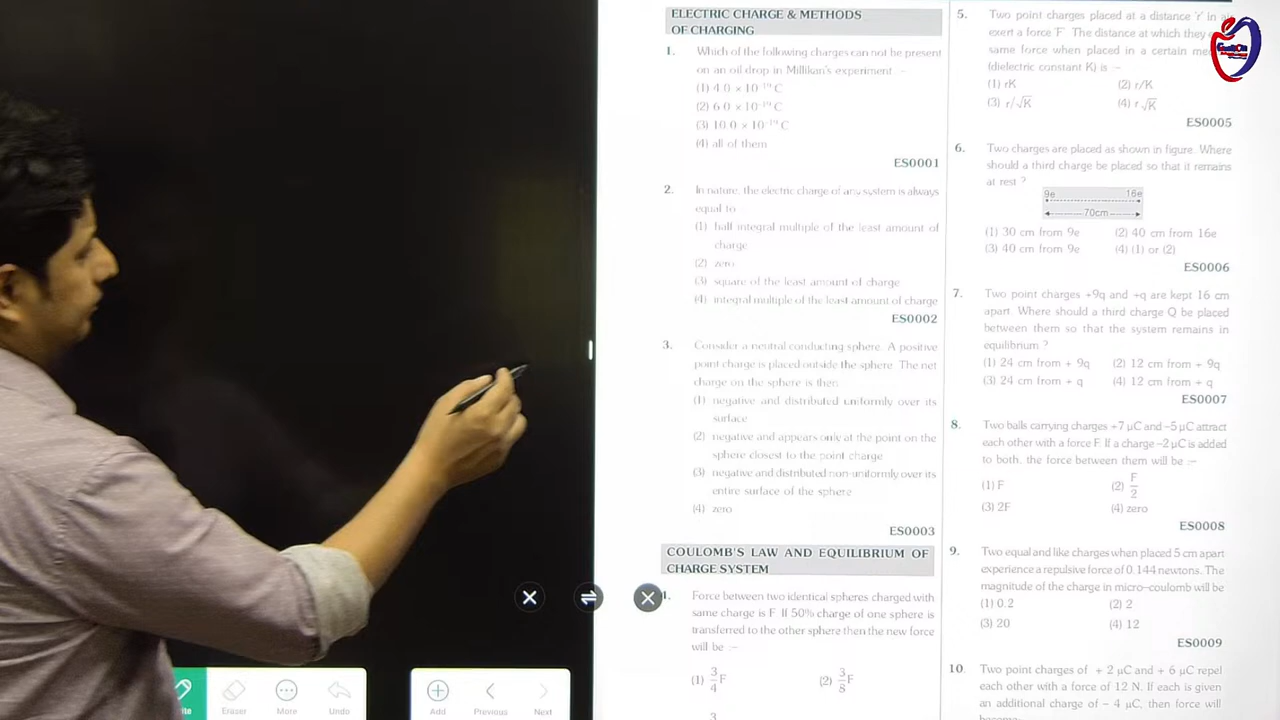 ELECTRIC CHARGE & METHODS
OF CHARGING
1. Which of the following charges can not be present
on an oil drop in Millikan's experiment :-
(1) 4.0 × 10⁻¹⁹ C
(2) 6.0 × 10⁻¹⁹ C
(3) 10.0 × 10⁻¹⁹ C
(4) all of them
ES0001
2. In nature, the electric charge of any system is always
equal to
(1) half integral multiple of the least amount of
charge
(2) zero
(3) square of the least amount of charge
(4) integral multiple of the least amount of charge
ES0002
3. Consider a neutral conducting sphere. A positive
point charge is placed outside the sphere. The net
charge on the sphere is then
(1) negative and distributed uniformly over its
surface
(2) negative and appears only at the point on the
sphere closest to the point charge
(3) negative and distributed non-uniformly over its
entire surface of the sphere
(4) zero
ES0003
COULOMB'S LAW AND EQUILIBRIUM OF
CHARGE SYSTEM
Force between two identical spheres charged with
same charge is F. If 50% charge of one sphere is
transferred to the other sphere then the new force
will be :-
(1) 3/4 F (2) 3/8 F
3
5. Two point charges placed at a distance 'r' in
exert a force 'F'. The distance at which they
same force when placed in a certain
(dielectric constant K) is :-
(1) rK (2) r/K
(3) r/√K (4) r √K
ES0005
6. Two charges are placed as shown in figure. Where
should a third charge be placed so that it remains
at rest ?
9e 16e
70cm
(1) 30 cm from 9e (2) 40 cm from 16e
(3) 40 cm from 9e (4) (1) or (2)
ES0006
7. Two point charges +9q and +q are kept 16 cm
apart. Where should a third charge Q be placed
between them so that the system remains in
equilibrium ?
(1) 24 cm from + 9q (2) 12 cm from + 9q
(3) 24 cm from + q (4) 12 cm from + q
ES0007
8. Two balls carrying charges +7 μC and –5 μC attract
each other with a force F. If a charge –2 μC is added
to both, the force between them will be :-
(1) F (2) F/2
(3) 2F (4) zero
ES0008
9. Two equal and like charges when placed 5 cm apart
experience a repulsive force of 0.144 newtons. The
magnitude of the charge in micro–coulomb will be
(1) 0.2 (2) 2
(3) 20 (4) 12
ES0009
10. Two point charges of + 2 μC and + 6 μC repel
each other with a force of 12 N. If each is given
an additional charge of – 4 μC, then force will
Eraser More Undo
Add Previous Next